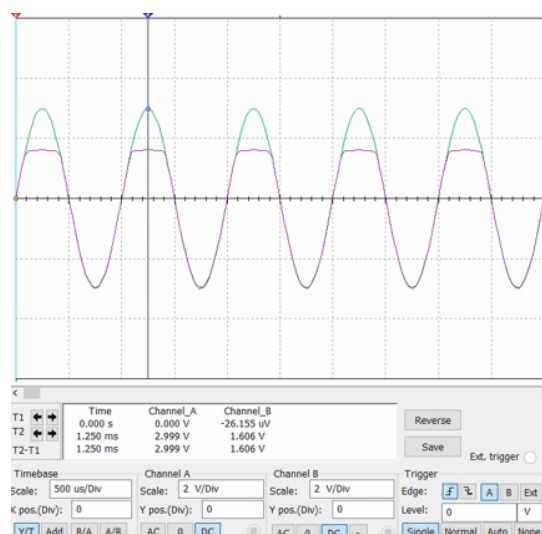 Time Channel_A Channel_B
T1 0.000 s 0.000 V -26.155 uV
T2 1.250 ms 2.999 V 1.606 V
T2-T1 1.250 ms 2.999 V 1.606 V
Reverse
Save
Ext. trigger
Timebase Channel A Channel B Trigger
Scale: 500 us/Div Scale: 2 V/Div Scale: 2 V/Div Edge: A B Ext
X pos.(Div): 0 Y pos.(Div): 0 Y pos.(Div): 0 Level: 0 V
Y/T Add B/A A/B AC 0 DC AC 0 DC - Single Normal Auto None